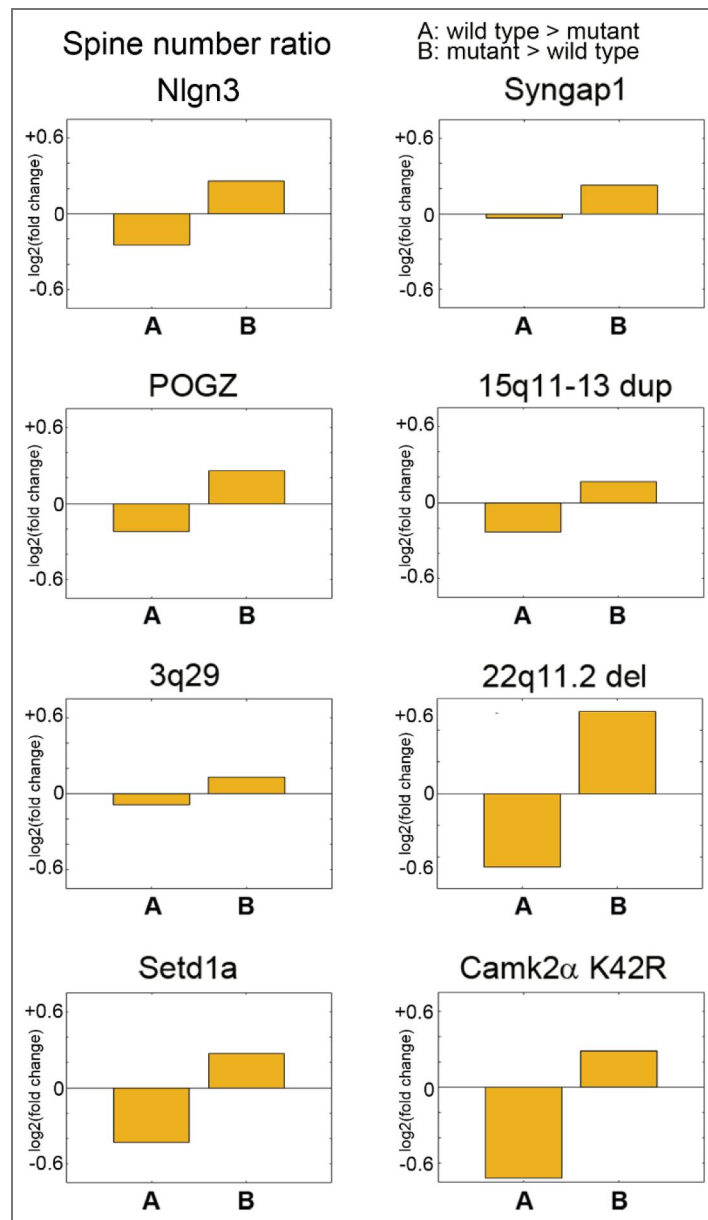 Spine number ratio
A: wild type > mutant
B: mutant > wild type
Nlgn3
Syngap1
+0.6
0
-0.6
log2(fold change)
A B
+0.6
0
-0.6
log2(fold change)
A B
POGZ
15q11-13 dup
+0.6
0
-0.6
log2(fold change)
A B
+0.6
0
-0.6
log2(fold change)
A B
3q29
22q11.2 del
+0.6
0
-0.6
log2(fold change)
A B
+0.6
0
-0.6
log2(fold change)
A B
Setd1a
Camk2α K42R
+0.6
0
-0.6
log2(fold change)
A B
+0.6
0
-0.6
log2(fold change)
A B